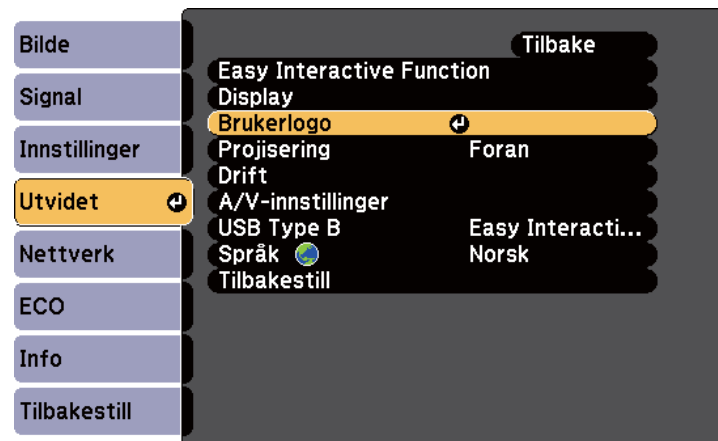 Bilde
Signal
Innstillinger
Utvidet
Nettverk
ECO
Info
Tilbakestill
Tilbake
Easy Interactive Function
Display
Brukerlogo
Projisering Foran
Drift
A/V-innstillinger
USB Type B Easy Interacti...
Språk Norsk
Tilbakestill